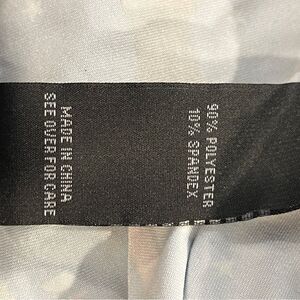 90% POLYESTER
10% SPANDEX
MADE IN CHINA
SEE OVER FOR CARE